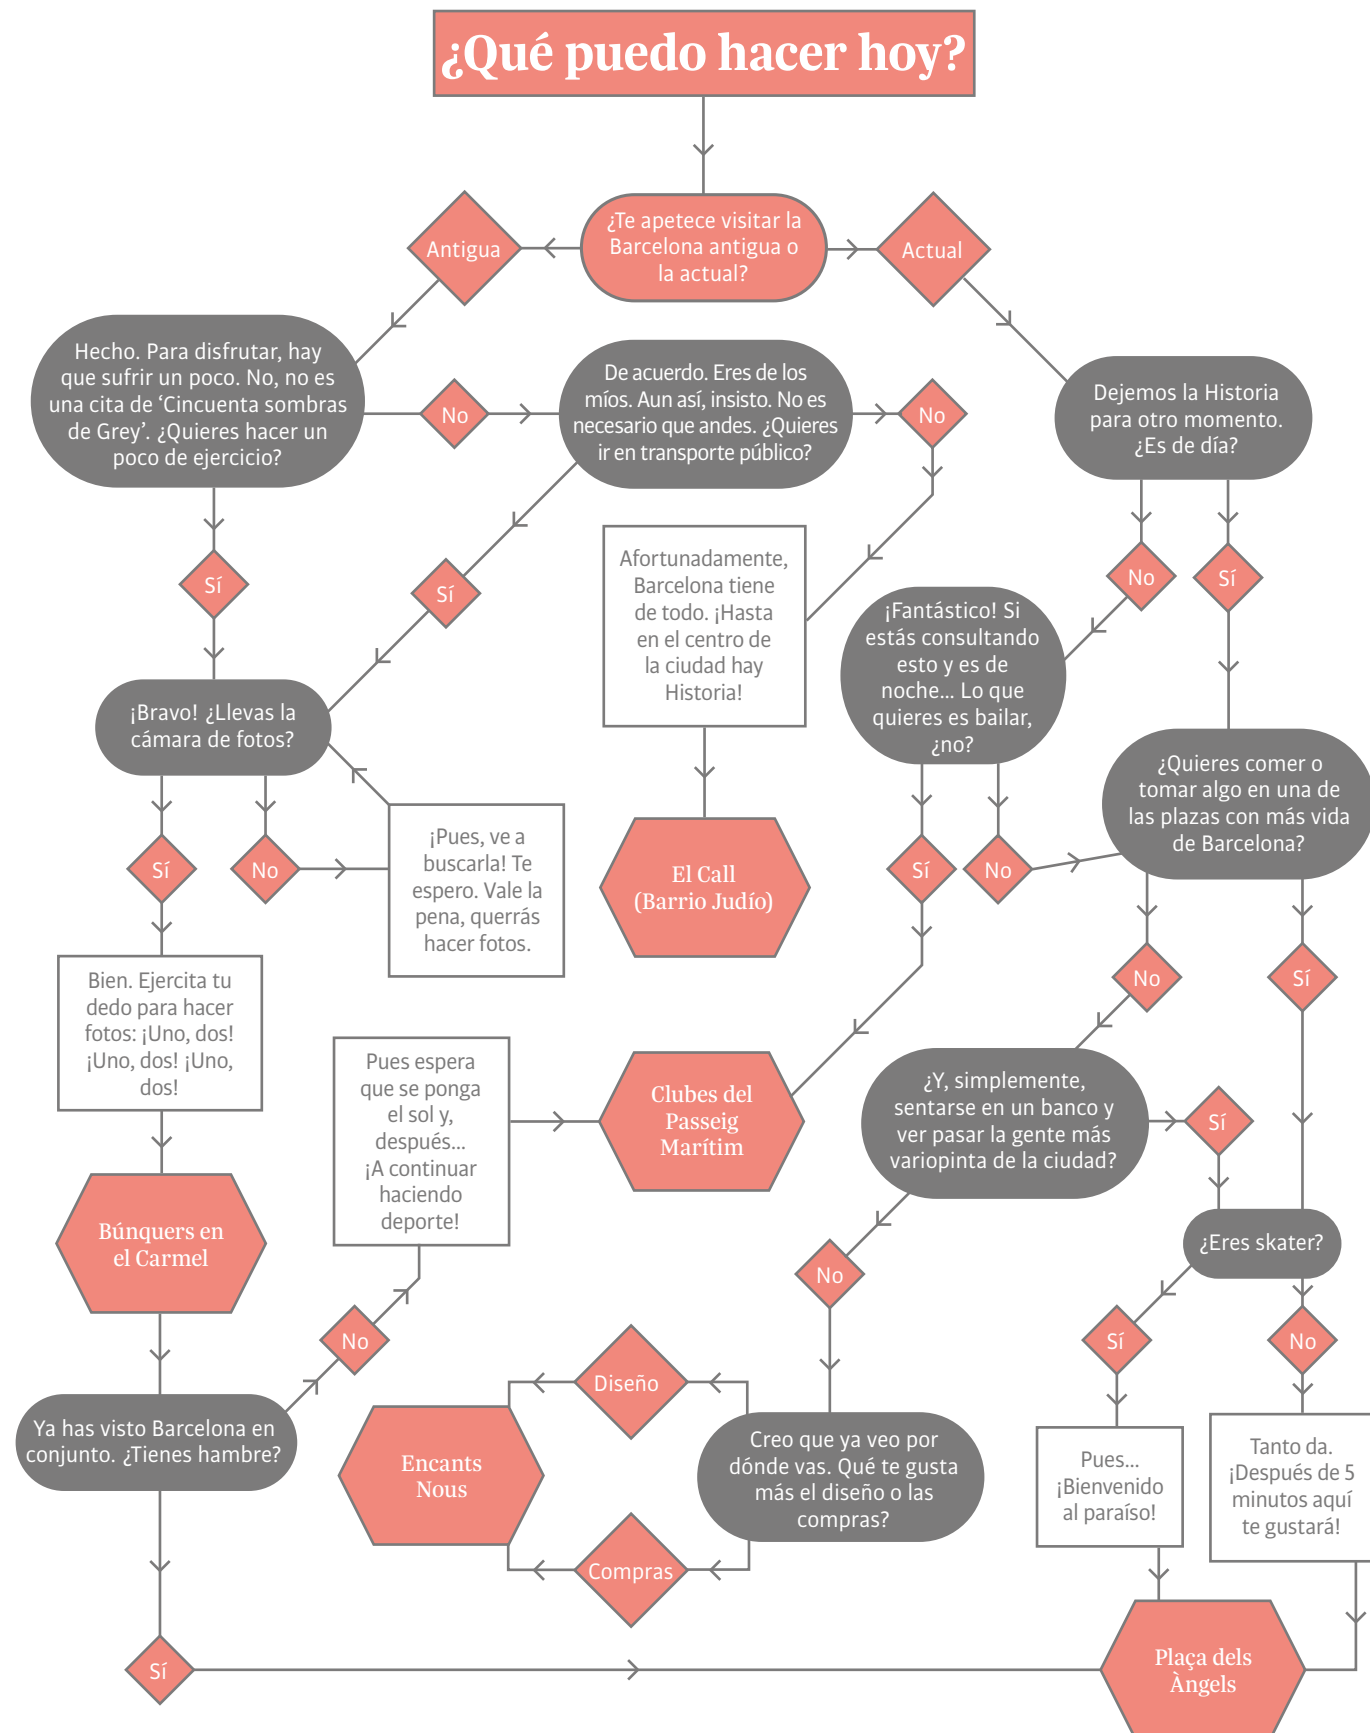 ¿Qué puedo hacer hoy?
¿Te apetece visitar la
Barcelona antigua o
la actual?
Antigua
Actual
Hecho. Para disfrutar, hay
que sufrir un poco. No, no es
una cita de ‘Cincuenta sombras
de Grey’. ¿Quieres hacer un
poco de ejercicio?
No
De acuerdo. Eres de los
míos. Aun así, insisto. No es
necesario que andes. ¿Quieres
ir en transporte público?
No
Dejemos la Historia
para otro momento.
¿Es de día?
Sí
Sí
Afortunadamente,
Barcelona tiene
de todo. ¡Hasta
en el centro de
la ciudad hay
Historia!
No
Sí
¡Fantástico! Si
estás consultando
esto y es de
noche... Lo que
quieres es bailar,
¿no?
¡Bravo! ¿Llevas la
cámara de fotos?
¿Quieres comer o
tomar algo en una de
las plazas con más vida
de Barcelona?
Sí
No
¡Pues, ve a
buscarla! Te
espero. Vale la
pena, querrás
hacer fotos.
El Call
(Barrio Judío)
Sí
No
No
Sí
Bien. Ejercita tu
dedo para hacer
fotos: ¡Uno, dos!
¡Uno, dos! ¡Uno,
dos!
Pues espera
que se ponga
el sol y,
después...
¡A continuar
haciendo
deporte!
Clubes del
Passeig
Marítim
¿Y, simplemente,
sentarse en un banco y
ver pasar la gente más
variopinta de la ciudad?
Sí
Búnquers en
el Carmel
¿Eres skater?
No
No
Sí
No
Diseño
Ya has visto Barcelona en
conjunto. ¿Tienes hambre?
Encants
Nous
Creo que ya veo por
dónde vas. Qué te gusta
más el diseño o las
compras?
Pues...
¡Bienvenido
al paraíso!
Tanto da.
¡Después de 5
minutos aquí
te gustará!
Compras
Sí
Plaça dels
Àngels